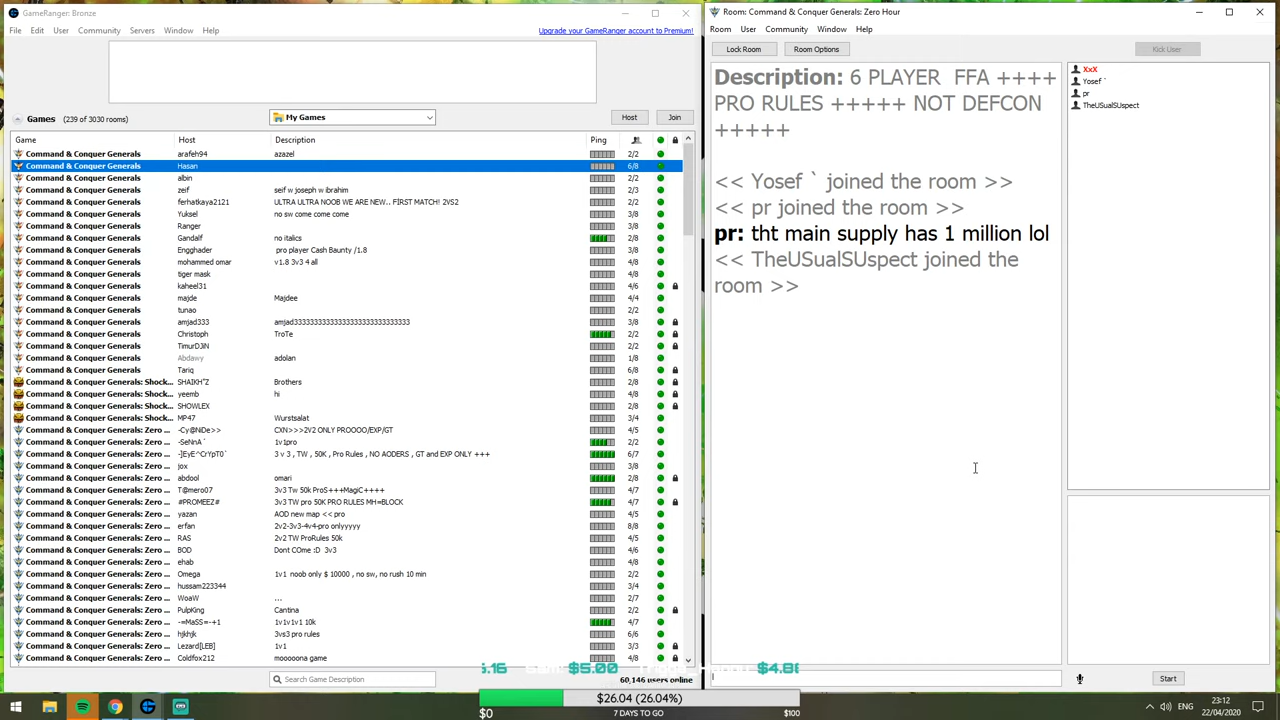 GameRanger: Bronze
File Edit User Community Servers Window Help
Upgrade your GameRanger account to Premium!
Games (239 of 3030 rooms) My Games Host Join
Game Host Description Ping
Command & Conquer Generals arafeh94 azazel 2/2
Command & Conquer Generals Hasan 6/8
Command & Conquer Generals albin 2/2
Command & Conquer Generals zeif seif w joseph w ibrahim 2/3
Command & Conquer Generals ferhatkaya2121 ULTRA ULTRA NOOB WE ARE NEW.. FİRST MATCH! 2VS2 2/2
Command & Conquer Generals Yuksel no sw come come come 3/8
Command & Conquer Generals Ranger 3/8
Command & Conquer Generals Gandalf no italics 2/8
Command & Conquer Generals Engghader pro player Cash Baunty /1.8 3/8
Command & Conquer Generals mohammed omar v1.8 3v3 4 all 4/8
Command & Conquer Generals tiger mask 4/8
Command & Conquer Generals kaheel31 4/6
Command & Conquer Generals majde Majdee 4/4
Command & Conquer Generals tunao 2/2
Command & Conquer Generals amjad333 amjad33333333333333333333333333 3/8
Command & Conquer Generals Christoph TroTe 2/2
Command & Conquer Generals TimurDJiN 2/2
Command & Conquer Generals Abdawy adolan 1/8
Command & Conquer Generals Tariq 6/8
Command & Conquer Generals: Shock... SHAIKH"Z Brothers 2/8
Command & Conquer Generals: Shock... yeemb hi 2/8
Command & Conquer Generals: Shock... SHOWLEX 2/8
Command & Conquer Generals: Shock... MP47 Wurstsalat 3/4
Command & Conquer Generals: Zero ... -Cy@NiDe>> CXN>>>2V2 ONLY PROOOO/EXP/GT 4/5
Command & Conquer Generals: Zero ... -SeNnA` 1v1pro 2/2
Command & Conquer Generals: Zero ... -]EyE^CrYpT0` 3 v 3 , TW , 50K , Pro Rules , NO AODERS , GT and EXP ONLY +++ 6/7
Command & Conquer Generals: Zero ... jox 3/8
Command & Conquer Generals: Zero ... abdool omari 2/8
Command & Conquer Generals: Zero ... T@mero07 3v3 Tw 50k ProS+++MagiC++++ 4/7
Command & Conquer Generals: Zero ... #PROMEEZ# 3v3 TW pro 50K PRO RULES MH=BLOCK 4/7
Command & Conquer Generals: Zero ... yazan AOD new map << pro 4/5
Command & Conquer Generals: Zero ... erfan 2v2-3v3-4v4-pro onlyyyyy 8/8
Command & Conquer Generals: Zero ... RAS 2v2 TW ProRules 50k 4/5
Command & Conquer Generals: Zero ... BOD Dont COme :D 3v3 4/6
Command & Conquer Generals: Zero ... ehab 4/8
Command & Conquer Generals: Zero ... Omega 1v1 noob only $ 10000 , no sw, no rush 10 min 2/2
Command & Conquer Generals: Zero ... hussam223344 3/4
Command & Conquer Generals: Zero ... WoaW ... 2/7
Command & Conquer Generals: Zero ... PulpKing Cantina 2/2
Command & Conquer Generals: Zero ... -=MaSS=-+1 1v1v1v1 10k 4/7
Command & Conquer Generals: Zero ... hjkhjk 3vs3 pro rules 6/6
Command & Conquer Generals: Zero ... Lezard[LEB] 1v1 3/3
Command & Conquer Generals: Zero ... Coldfox212 mooooona game 4/8
Search Game Description 60,146 users online
Room: Command & Conquer Generals: Zero Hour
Room User Community Window Help
Lock Room Room Options Kick User
Description: 6 PLAYER FFA ++++
PRO RULES +++++ NOT DEFCON
+++++
<< Yosef ` joined the room >>
<< pr joined the room >>
pr: tht main supply has 1 million lol
<< TheUSualSUspect joined the
room >>
XxX
Yosef `
pr
TheUSualSUspect
Start
$5.00
$26.04 (26.04%)
$0 7 DAYS TO GO $100
23:12
22/04/2020